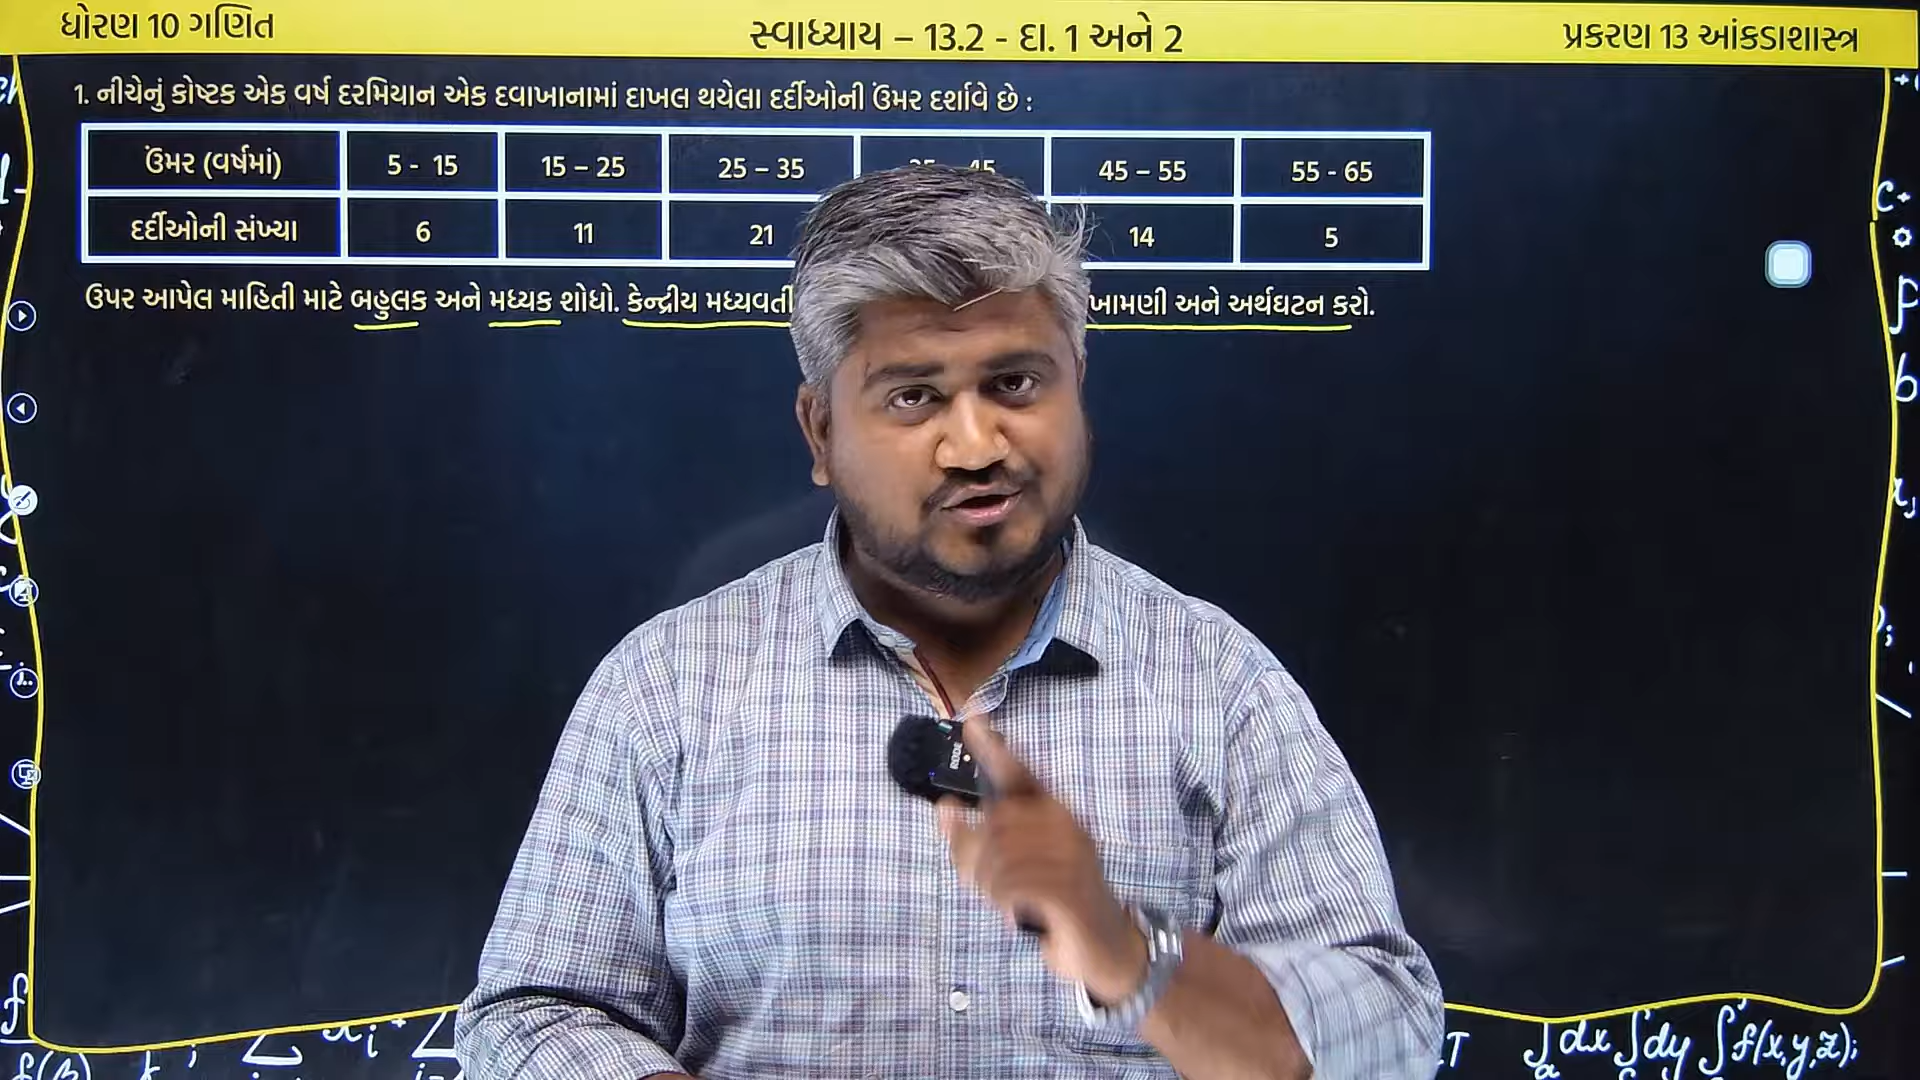 ધોરણ 10 ગણિત
સ્વાધ્યાય – 13.2 - દા. 1 અને 2
પ્રકરણ 13 આંકડાશાસ્ત્ર
1. નીચેનું કોષ્ટક એક વર્ષ દરમિયાન એક દવાખાનામાં દાખલ થયેલા દર્દીઓની ઉંમર દર્શાવે છે :
ઉંમર (વર્ષમાં) 5 - 15 15 – 25 25 – 35 45 – 55 55 - 65
દર્દીઓની સંખ્યા 6 11 21 14 5
ઉપર આપેલ માહિતી માટે બહુલક અને મધ્યક શોધો. કેન્દ્રીય મધ્યવર્તી અને અર્થઘટન કરો.
RODE
∫dx∫dy∫f(x,y,z);